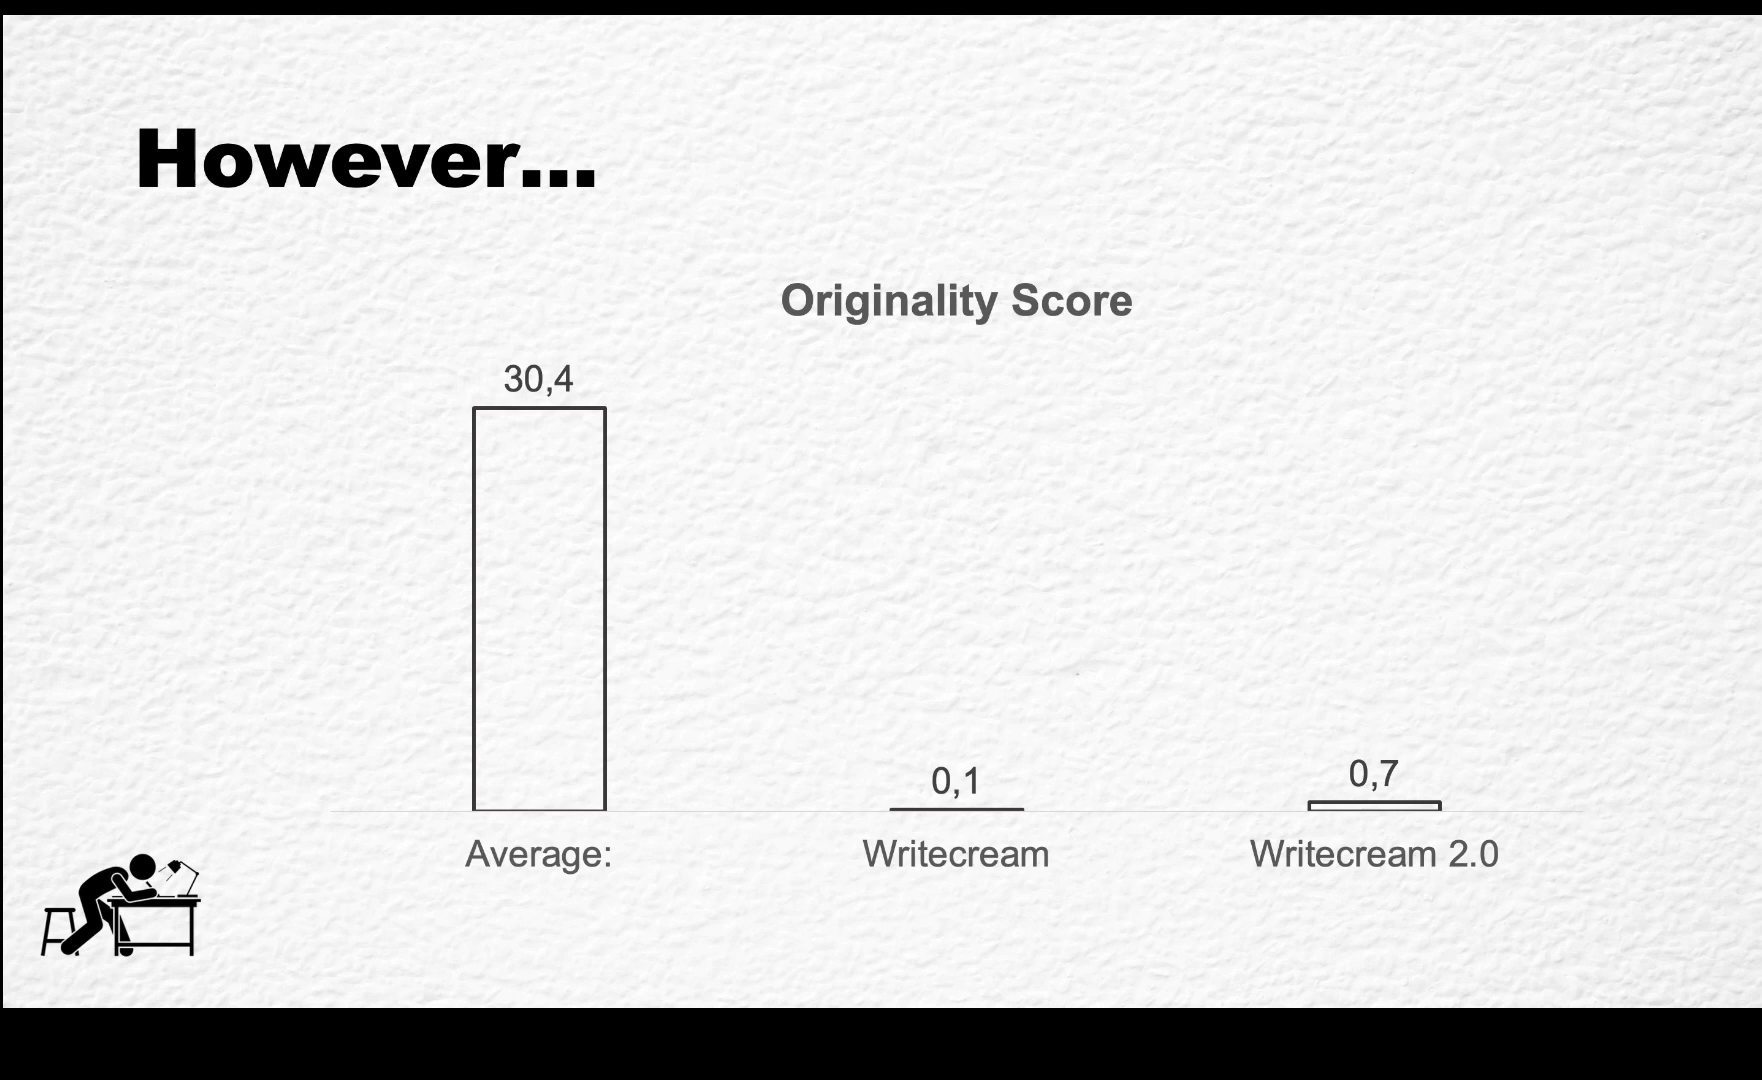 However...
Originality Score
30,4
0,1
0,7
Average:
Writecream
Writecream 2.0